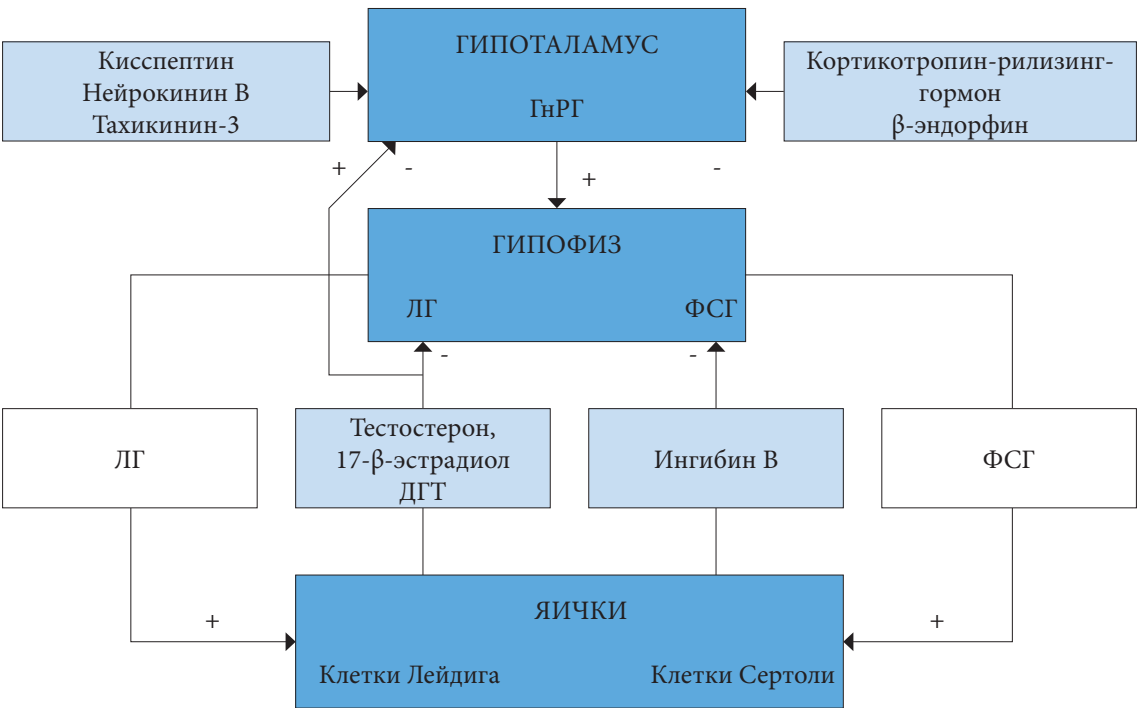 ГИПОТАЛАМУС
ГнРГ
Кисспептин
Нейрокинин В
Тахикинин-3
Кортикотропин-рилизинг-
гормон
β-эндорфин
+
-
+
-
ГИПОФИЗ
ЛГ
ФСГ
-
-
ЛГ
Тестостерон,
17-β-эстрадиол
ДГТ
Ингибин В
ФСГ
+
+
ЯИЧКИ
Клетки Лейдига
Клетки Сертоли